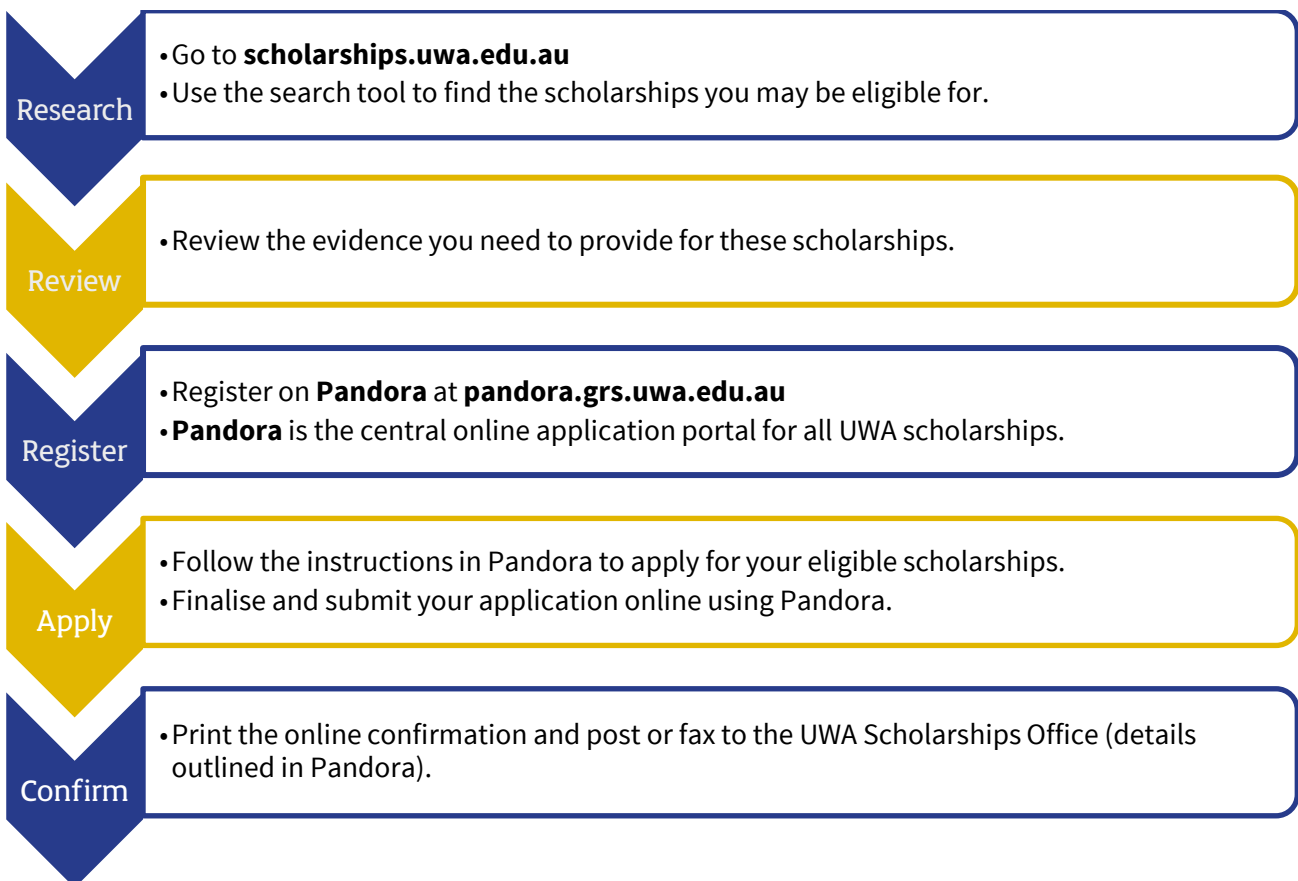 Research
•Go to scholarships.uwa.edu.au
•Use the search tool to find the scholarships you may be eligible for.
Review
•Review the evidence you need to provide for these scholarships.
Register
•Register on Pandora at pandora.grs.uwa.edu.au
•Pandora is the central online application portal for all UWA scholarships.
Apply
•Follow the instructions in Pandora to apply for your eligible scholarships.
•Finalise and submit your application online using Pandora.
Confirm
•Print the online confirmation and post or fax to the UWA Scholarships Office (details
outlined in Pandora).